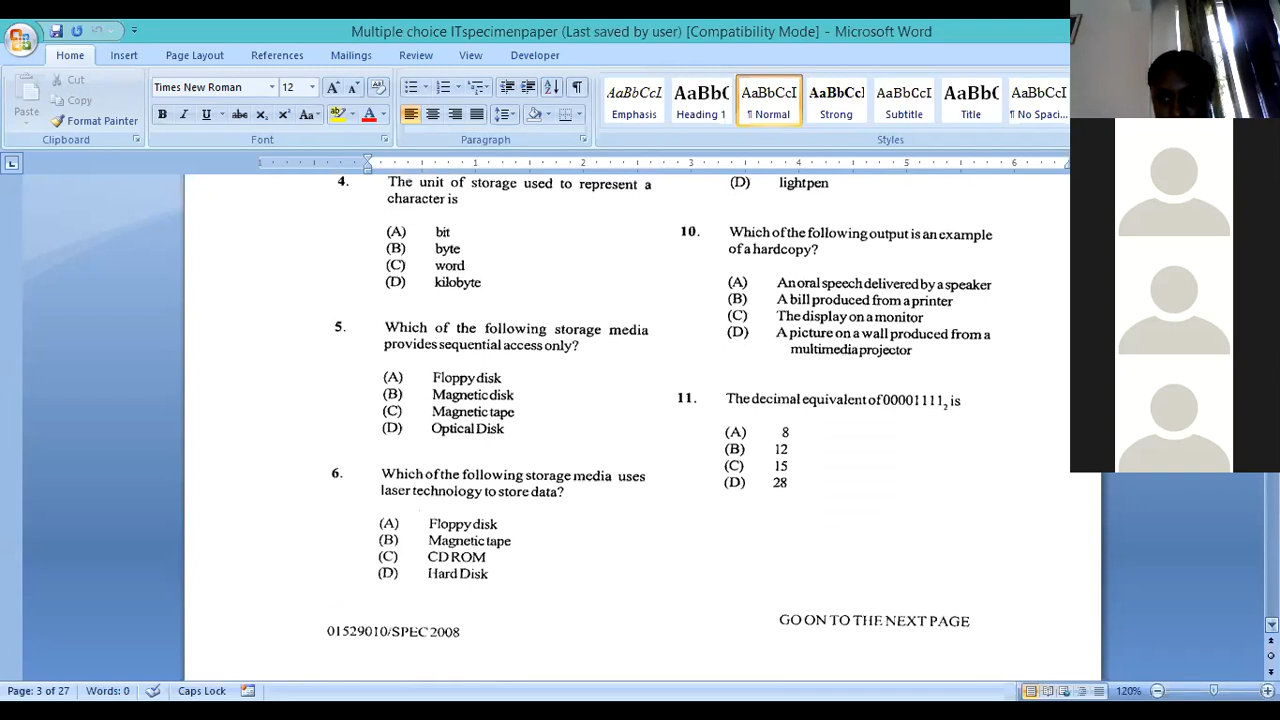 Multiple choice ITspecimenpaper (Last saved by user) [Compatibility Mode] - Microsoft Word
Home Insert Page Layout References Mailings Review View Developer
Paste
Cut
Copy
Format Painter
Clipboard
Times New Roman 12
Font
Paragraph
AaBbCcI Emphasis
AaBbC Heading 1
AaBbCcI ¶ Normal
AaBbCcl Strong
AaBbCcI Subtitle
AaBbC Title
AaBbCcI ¶ No Spaci...
Styles
3 1 2 3 4 5 6
4. The unit of storage used to represent a
character is
(A) bit
(B) byte
(C) word
(D) kilobyte
5. Which of the following storage media
provides sequential access only?
(A) Floppy disk
(B) Magnetic disk
(C) Magnetic tape
(D) Optical Disk
6. Which of the following storage media uses
laser technology to store data?
(A) Floppy disk
(B) Magnetic tape
(C) CD ROM
(D) Hard Disk
01529010/SPEC 2008
(D) lightpen
10. Which of the following output is an example
of a hardcopy?
(A) An oral speech delivered by a speaker
(B) A bill produced from a printer
(C) The display on a monitor
(D) A picture on a wall produced from a
multimedia projector
11. The decimal equivalent of 00001111₂ is
(A) 8
(B) 12
(C) 15
(D) 28
GO ON TO THE NEXT PAGE
Page: 3 of 27 Words: 0 Caps Lock 120%